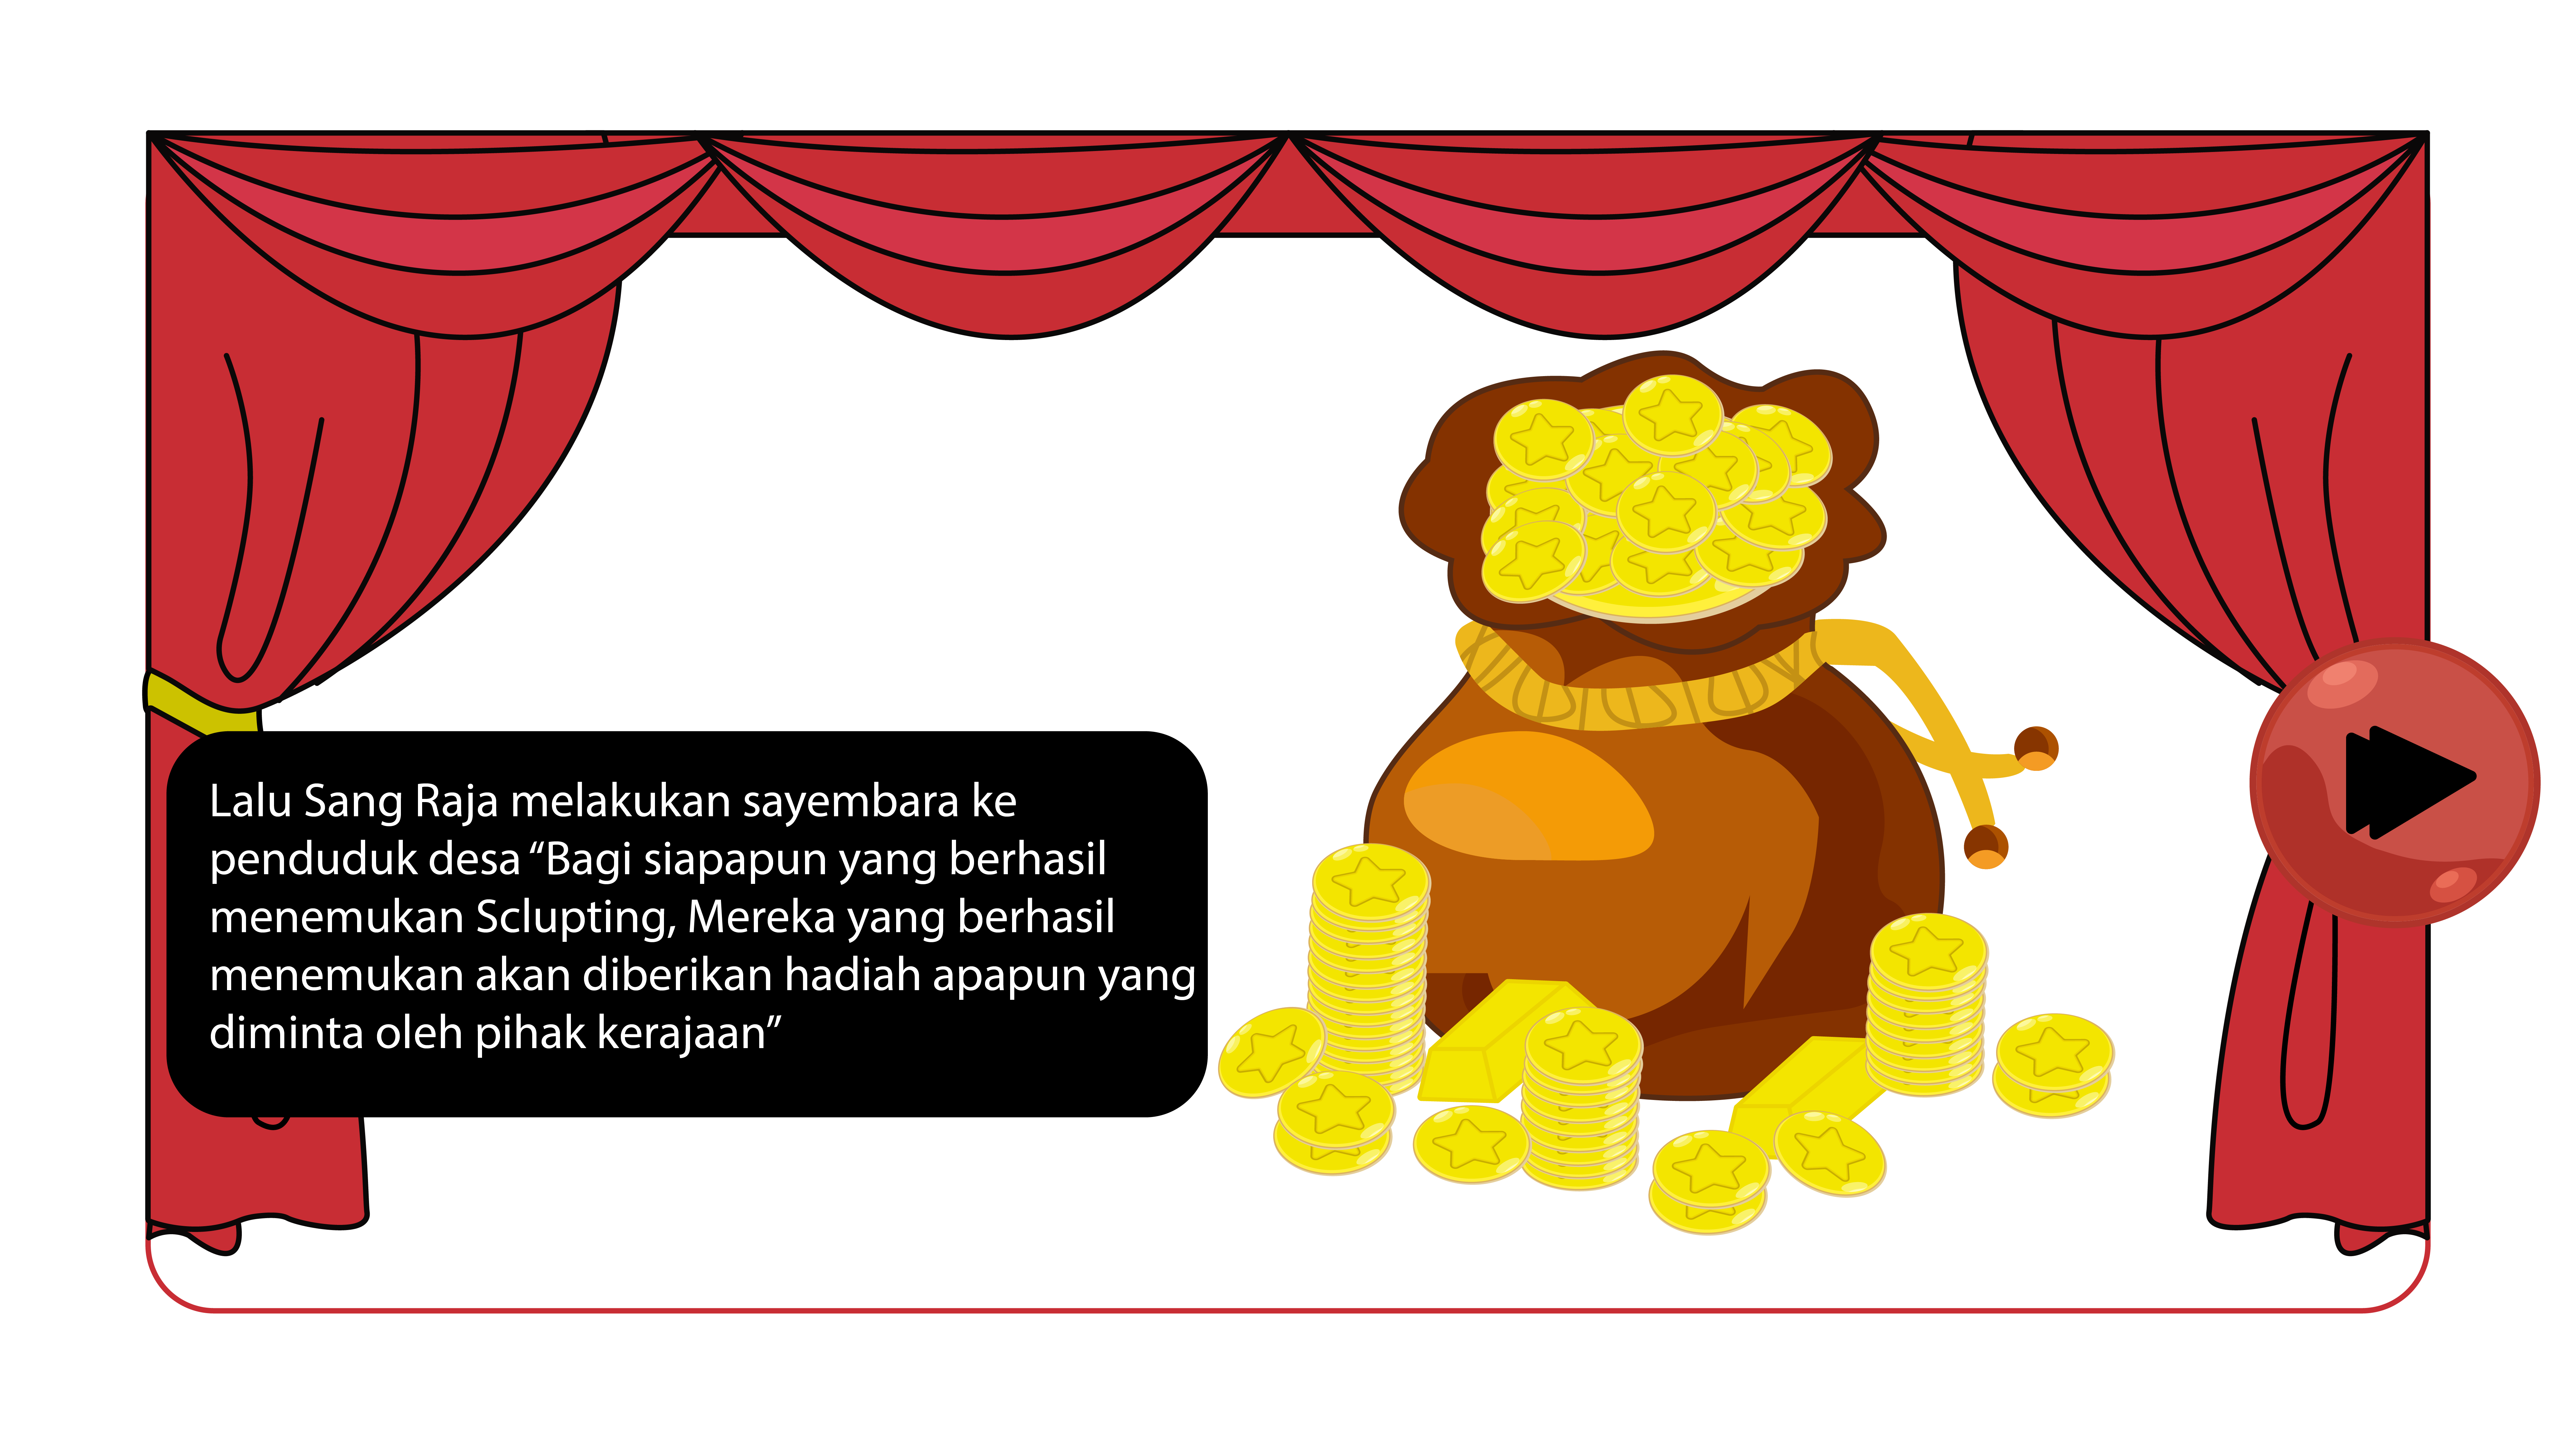 Lalu Sang Raja melakukan sayembara ke
penduduk desa “Bagi siapapun yang berhasil
menemukan Sclupting, Mereka yang berhasil
menemukan akan diberikan hadiah apapun yang
diminta oleh pihak kerajaan”